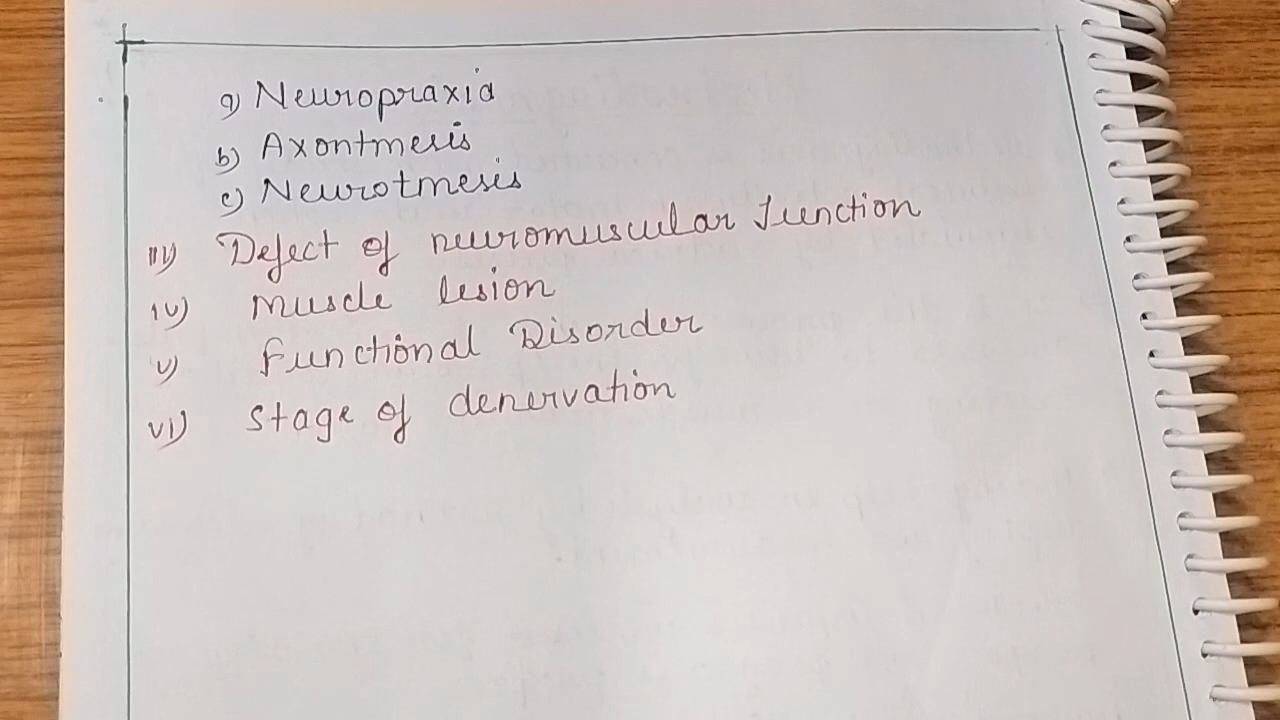 a) Neuropraxia
b) Axontmesis
c) Neurotmesis
III) Defect of neuromuscular Junction
IV) Muscle lesion
V) Functional Disorder
VI) Stage of denervation